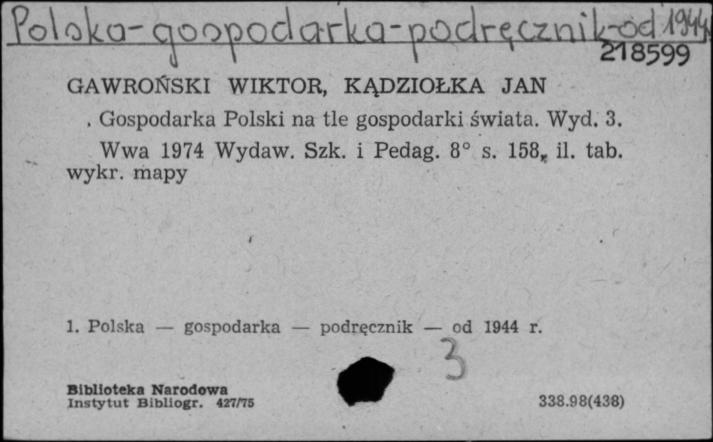 Polska-gospodarka-podręcznik-od 1944r
218599
GAWROŃSKI WIKTOR, KĄDZIOŁKA JAN
. Gospodarka Polski na tle gospodarki świata. Wyd. 3.
Wwa 1974 Wydaw. Szk. i Pedag. 8° s. 158, il. tab.
wykr. mapy
1. Polska — gospodarka — podręcznik — od 1944 r.
3
Biblioteka Narodowa
Instytut Bibliogr. 427/75
338.98(438)